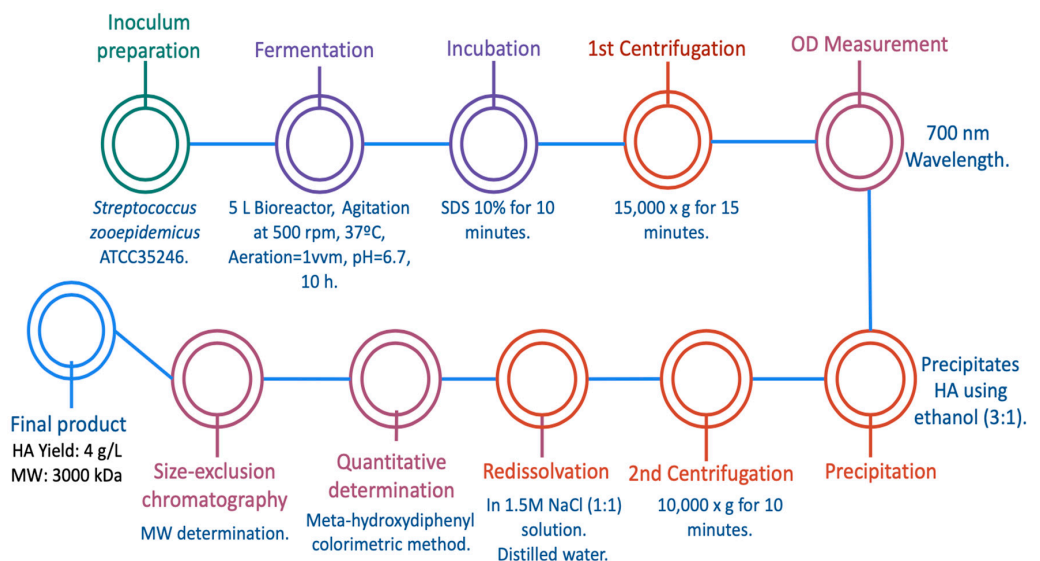 Inoculum
preparation
Fermentation
Incubation
1st Centrifugation
OD Measurement
Streptococcus
zooepidemicus
ATCC35246.
5 L Bioreactor, Agitation
at 500 rpm, 37ºC,
Aeration=1vvm, pH=6.7,
10 h.
SDS 10% for 10
minutes.
15,000 x g for 15
minutes.
700 nm
Wavelength.
Final product
HA Yield: 4 g/L
MW: 3000 kDa
Size-exclusion
chromatography
MW determination.
Quantitative
determination
Meta-hydroxydiphenyl
colorimetric method.
Redissolvation
In 1.5M NaCl (1:1)
solution.
Distilled water.
2nd Centrifugation
10,000 x g for 10
minutes.
Precipitation
Precipitates
HA using
ethanol (3:1).